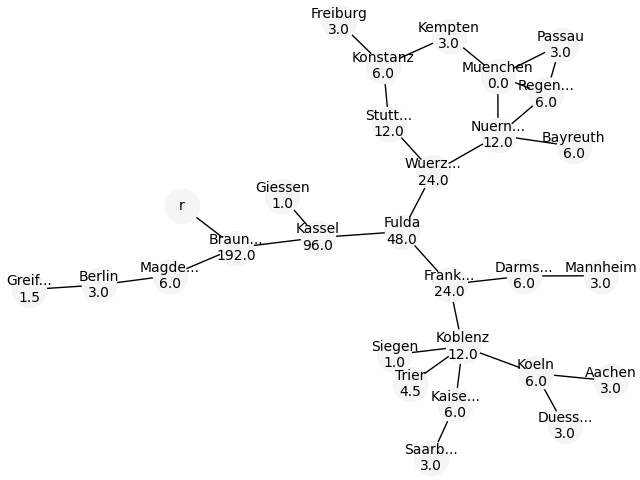 Freiburg
3.0
Kempten
3.0
Passau
3.0
Konstanz
6.0
Muenchen
0.0
Regen...
6.0
Stutt...
12.0
Nuern...
12.0
Bayreuth
6.0
Wuerz...
24.0
Giessen
1.0
r
Kassel
96.0
Fulda
48.0
Braun...
192.0
Greif...
1.5
Berlin
3.0
Magde...
6.0
Frank...
24.0
Darms...
6.0
Mannheim
3.0
Siegen
1.0
Koblenz
12.0
Trier
4.5
Koeln
6.0
Aachen
3.0
Kaise...
6.0
Duess...
3.0
Saarb...
3.0